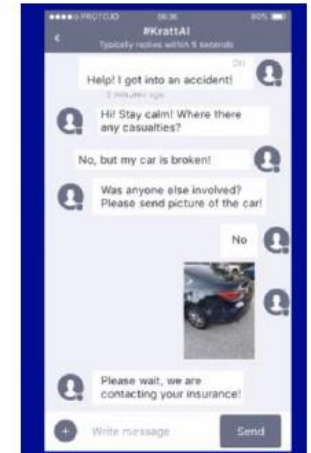 PROTOJO 08:36 90%
#KrattAI
Typically replies within 5 seconds
Help! I got into an accident!
2 minutes ago
Hi! Stay calm! Where there
any casualties?
No, but my car is broken!
Was anyone else involved?
Please send picture of the car!
No
Please wait, we are
contacting your insurance!
Write message
Send